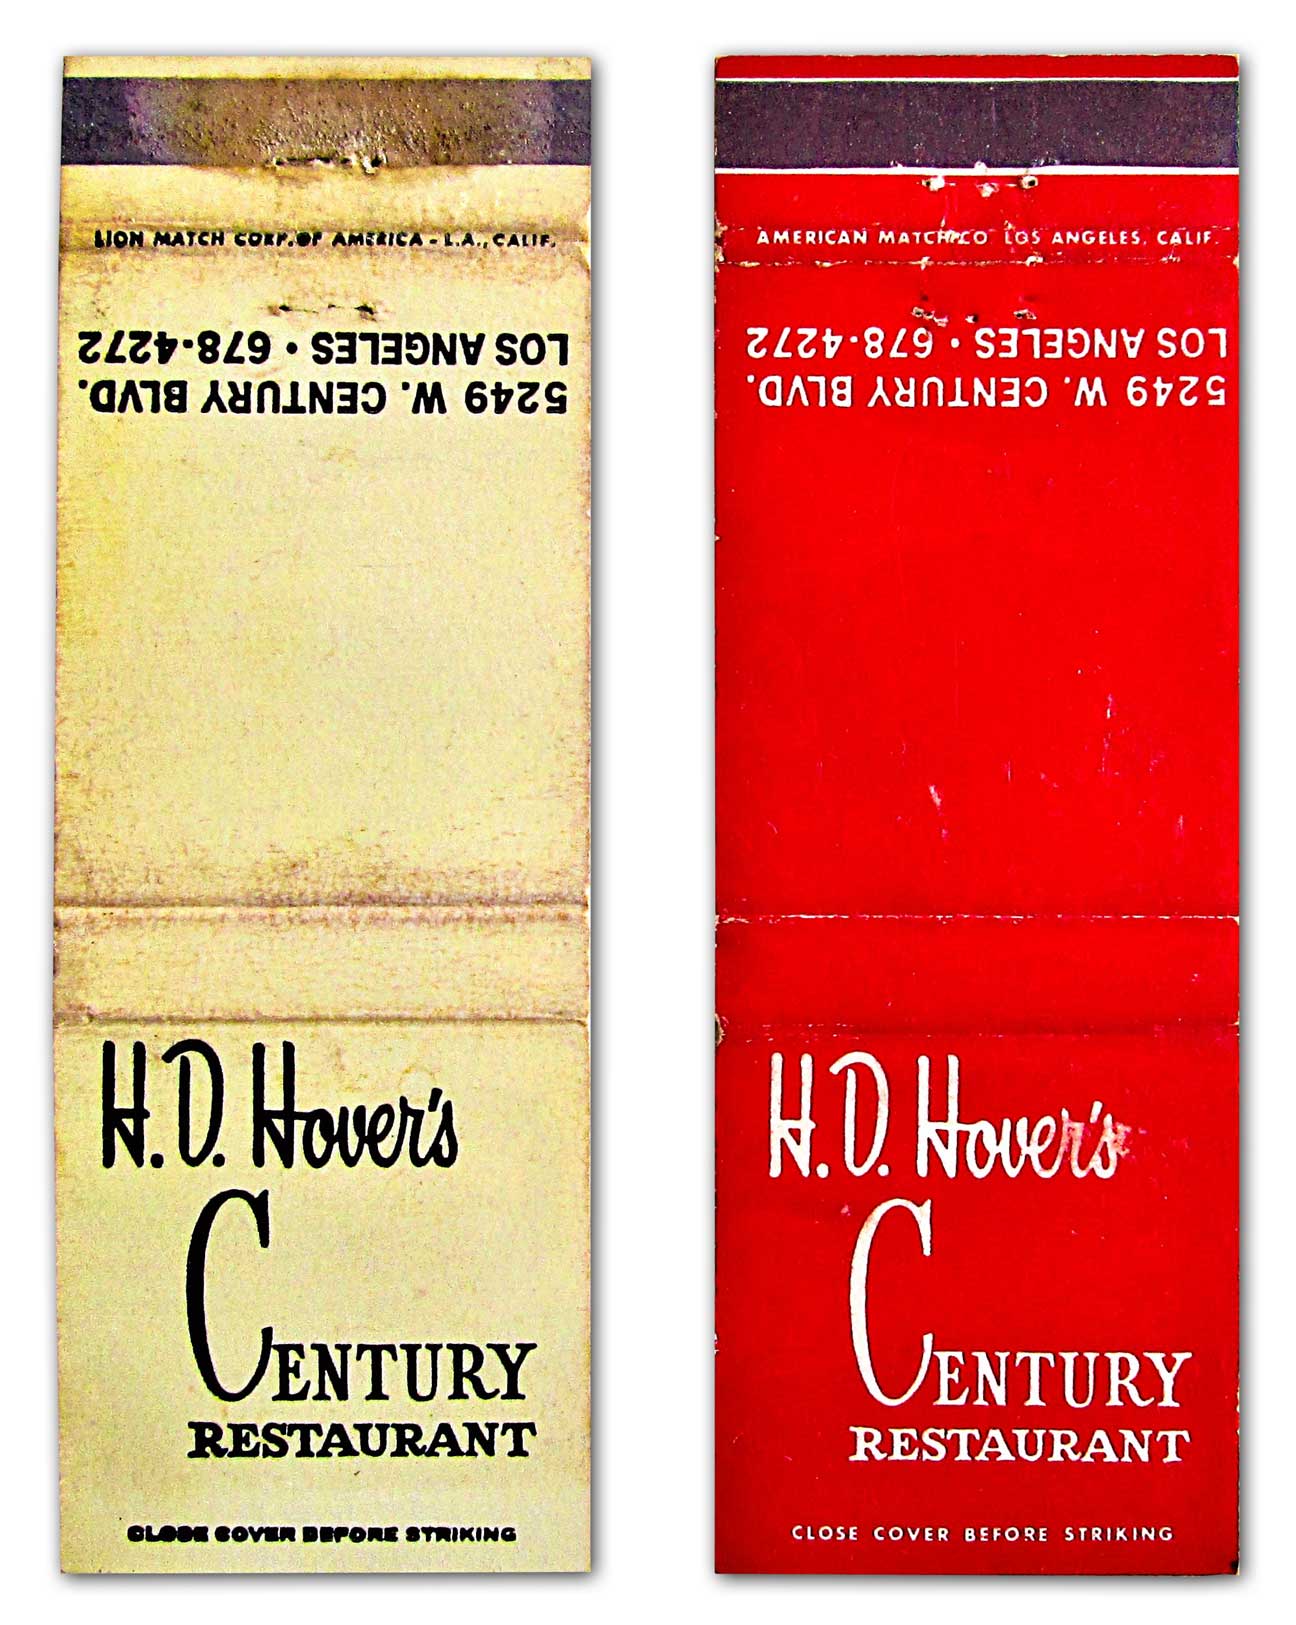 LION MATCH CORP. OF AMERICA - L.A., CALIF.
5249 W. CENTURY BLVD.
LOS ANGELES • 678-4272
H.D. Hover's
CENTURY
RESTAURANT
CLOSE COVER BEFORE STRIKING
AMERICAN MATCH CO LOS ANGELES, CALIF.
5249 W. CENTURY BLVD.
LOS ANGELES • 678-4272
H.D. Hover's
CENTURY
RESTAURANT
CLOSE COVER BEFORE STRIKING